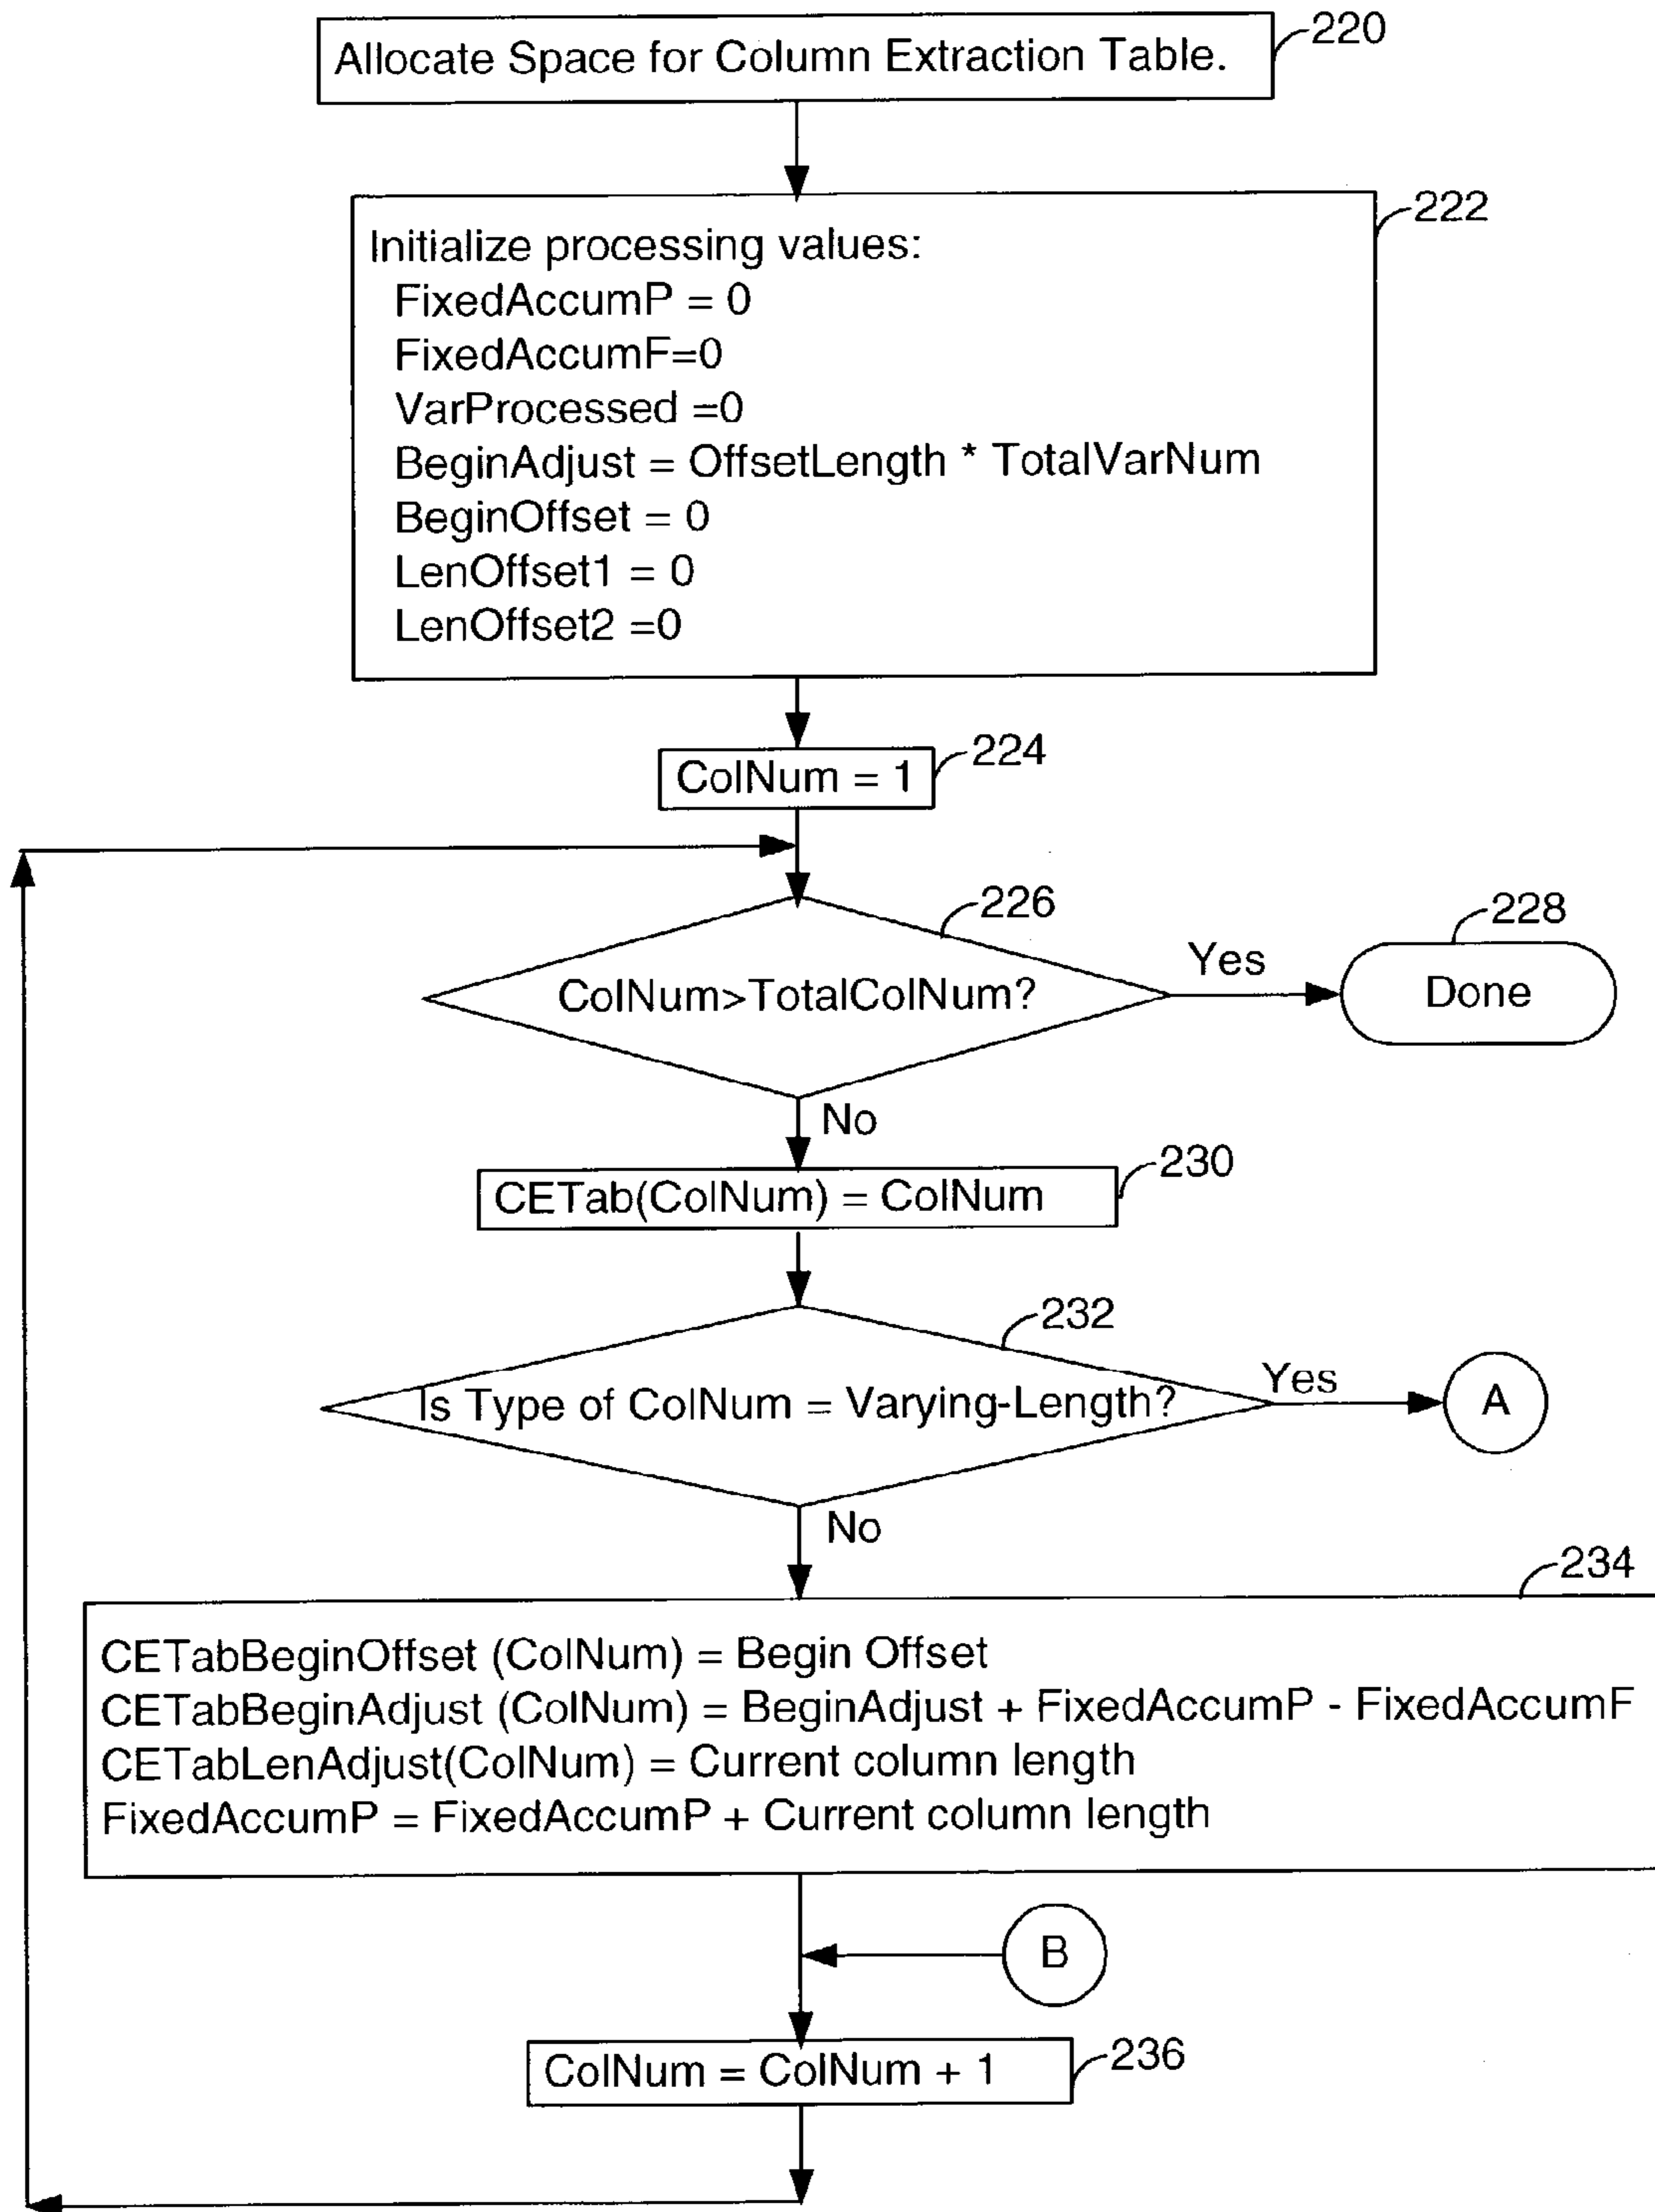 Allocate Space for Column Extraction Table.
220
222
Initialize processing values:
FixedAccumP = 0
FixedAccumF=0
VarProcessed =0
BeginAdjust = OffsetLength * TotalVarNum
BeginOffset = 0
LenOffset1 = 0
LenOffset2 =0
224
ColNum = 1
226
228
ColNum>TotalColNum?
Yes
Done
No
230
CETab(ColNum) = ColNum
232
Is Type of ColNum = Varying-Length?
Yes
A
No
234
CETabBeginOffset (ColNum) = Begin Offset
CETabBeginAdjust (ColNum) = BeginAdjust + FixedAccumP - FixedAccumF
CETabLenAdjust(ColNum) = Current column length
FixedAccumP = FixedAccumP + Current column length
B
236
ColNum = ColNum + 1